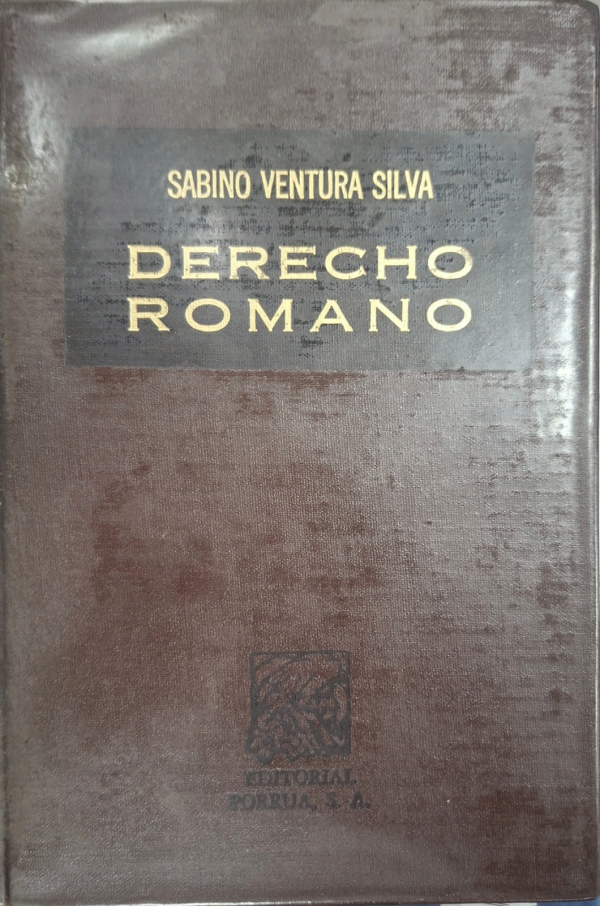 SABINO VENTURA SILVA
DERECHO
ROMANO
EDITORIAL
PORRUA, S. A.